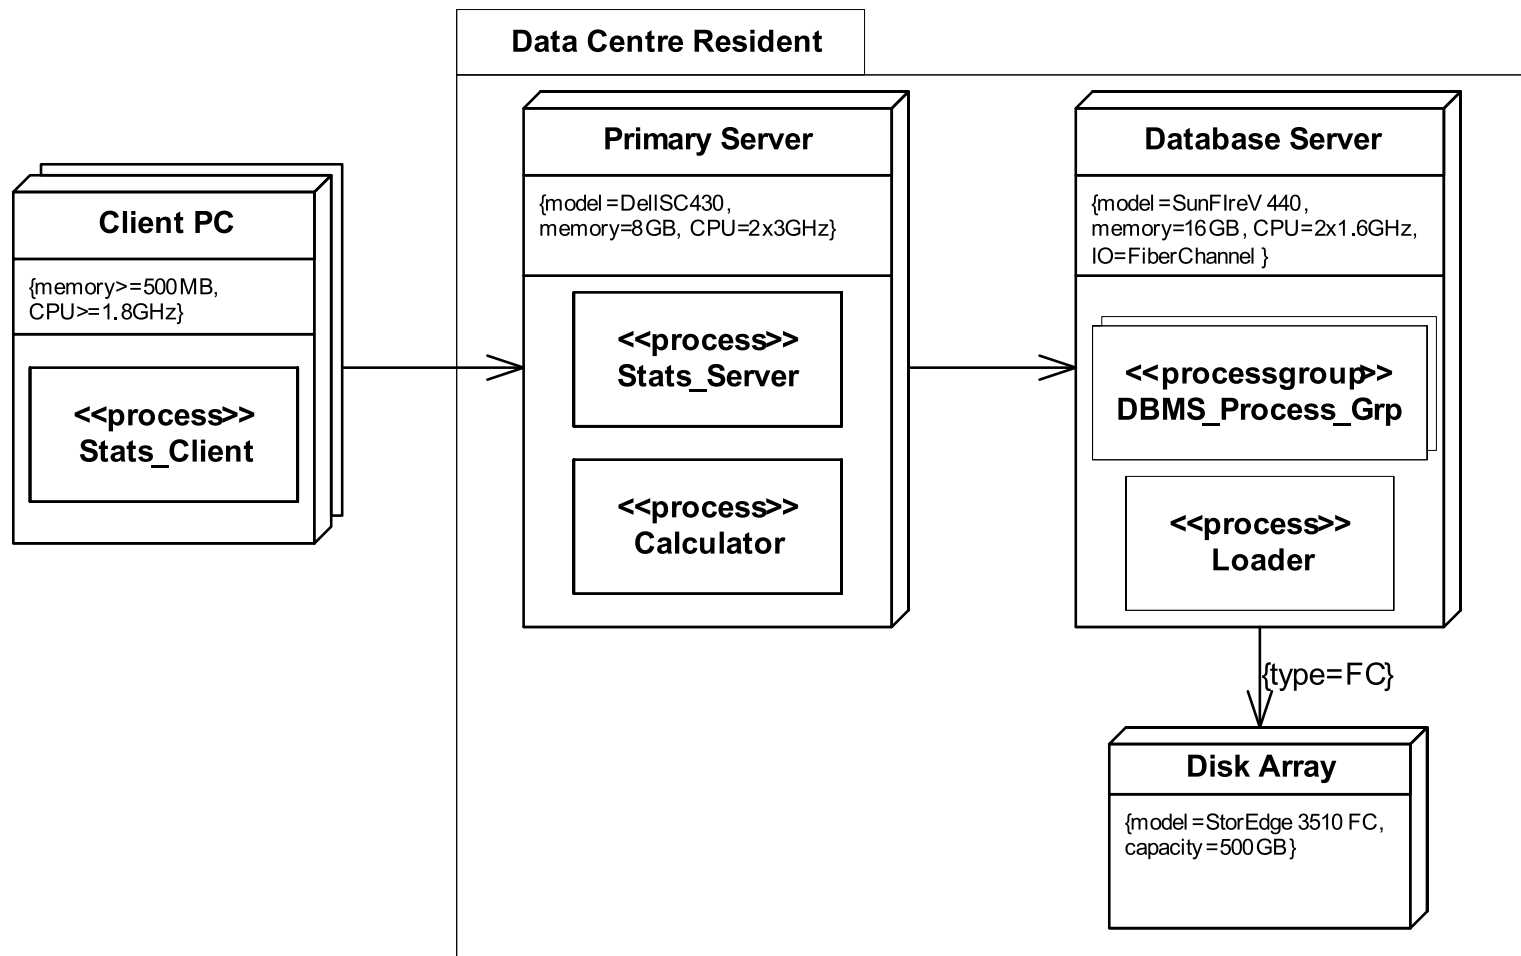 Data Centre Resident
Client PC
{memory>=500MB,
CPU>=1.8GHz}
<<process>>
Stats_Client
Primary Server
{model=DellSC430,
memory=8GB, CPU=2x3GHz}
<<process>>
Stats_Server
<<process>>
Calculator
Database Server
{model=SunFIreV440,
memory=16GB, CPU=2x1.6GHz,
IO=FiberChannel }
<<processgroup>>
DBMS_Process_Grp
<<process>>
Loader
{type=FC}
Disk Array
{model=StorEdge 3510 FC,
capacity=500GB}